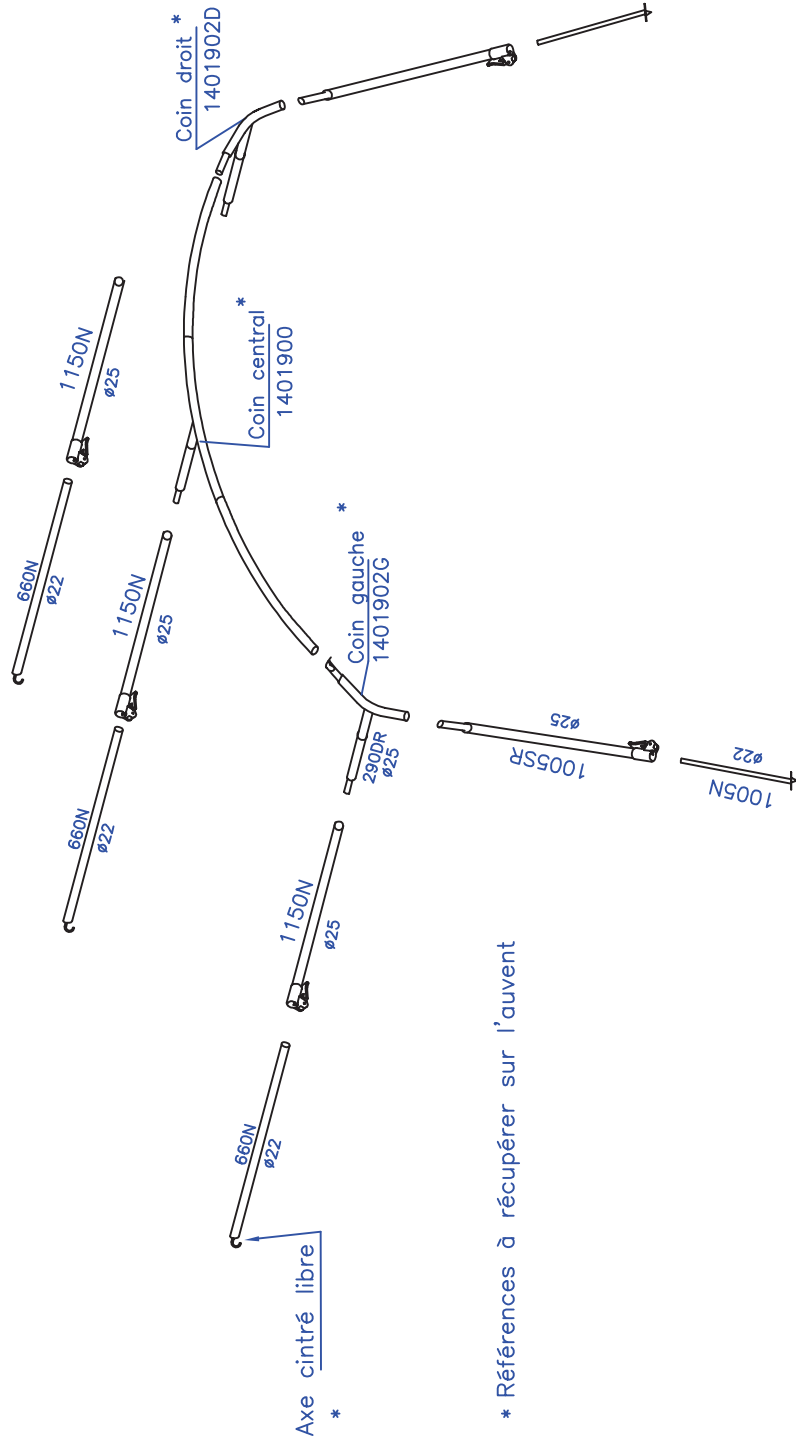 Coin droit *
1401902D
1150N
ø25
Coin central
*
1401900
660N
ø22
1150N
ø25
Coin gauche
*
1401902G
290DR
ø25
660N
ø22
1005SR
ø25
1005N
ø22
1150N
ø25
660N
ø22
Axe cintré libre
*
* Références à récupérer sur l'auvent